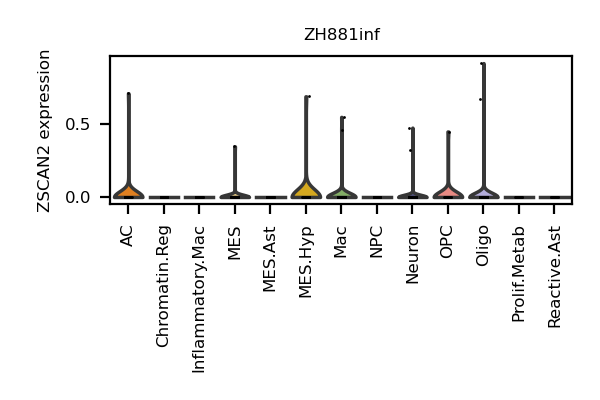 ZH881inf
ZSCAN2 expression
0.5
0.0
AC
Chromatin.Reg
Inflammatory.Mac
MES
MES.Ast
MES.Hyp
Mac
NPC
Neuron
OPC
Oligo
Prolif.Metab
Reactive.Ast